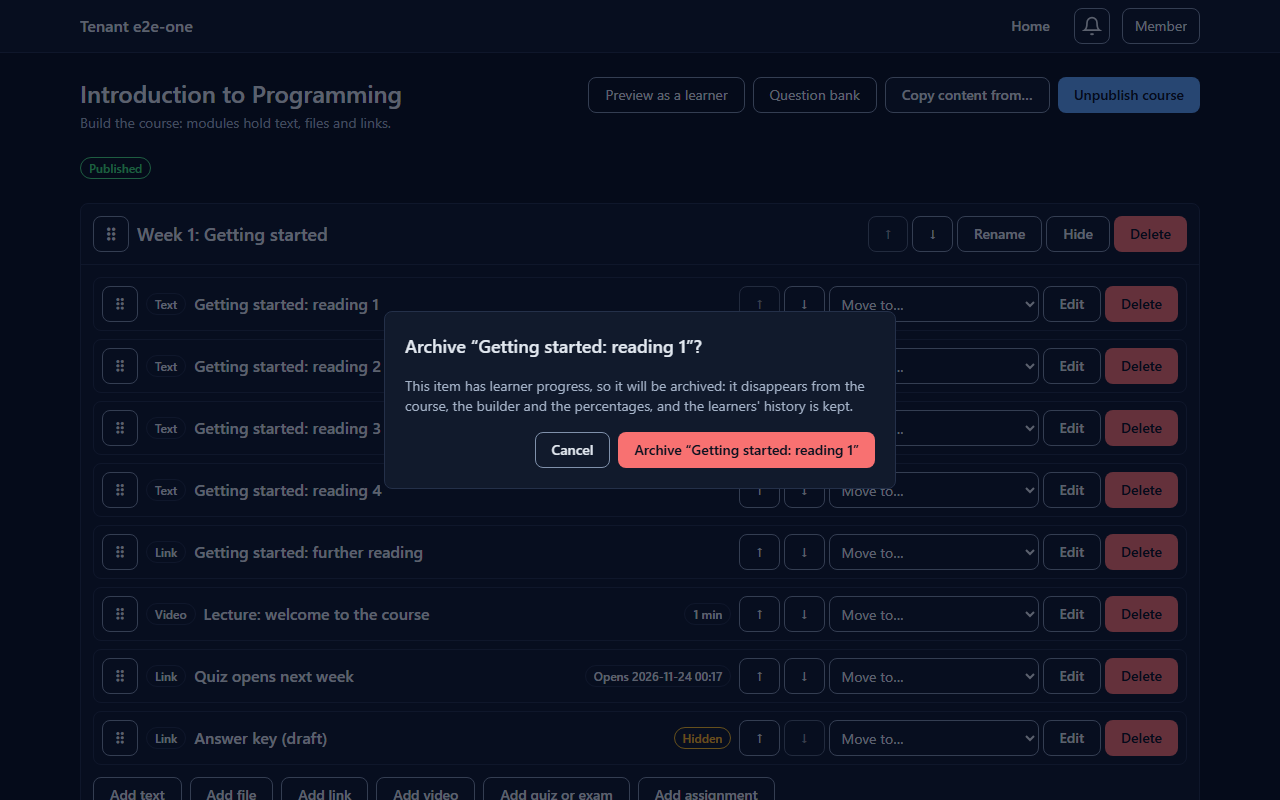 Tenant e2e-one
Home
Member
Introduction to Programming
Preview as a learner
Question bank
Copy content from...
Unpublish course
Build the course: modules hold text, files and links.
Published
Week 1: Getting started
↑ ↓ Rename Hide Delete
Text Getting started: reading 1 ↑ ↓ Move to... Edit Delete
Archive “Getting started: reading 1”?
This item has learner progress, so it will be archived: it disappears from the
course, the builder and the percentages, and the learners' history is kept.
Cancel Archive “Getting started: reading 1”
Text Getting started: reading 2 Edit Delete
Text Getting started: reading 3 Edit Delete
Text Getting started: reading 4 ↑ ↓ Move to... Edit Delete
Link Getting started: further reading ↑ ↓ Move to... Edit Delete
Video Lecture: welcome to the course 1 min ↑ ↓ Move to... Edit Delete
Link Quiz opens next week Opens 2026-11-24 00:17 ↑ ↓ Move to... Edit Delete
Link Answer key (draft) Hidden ↑ ↓ Move to... Edit Delete
Add text Add file Add link Add video Add quiz or exam Add assignment